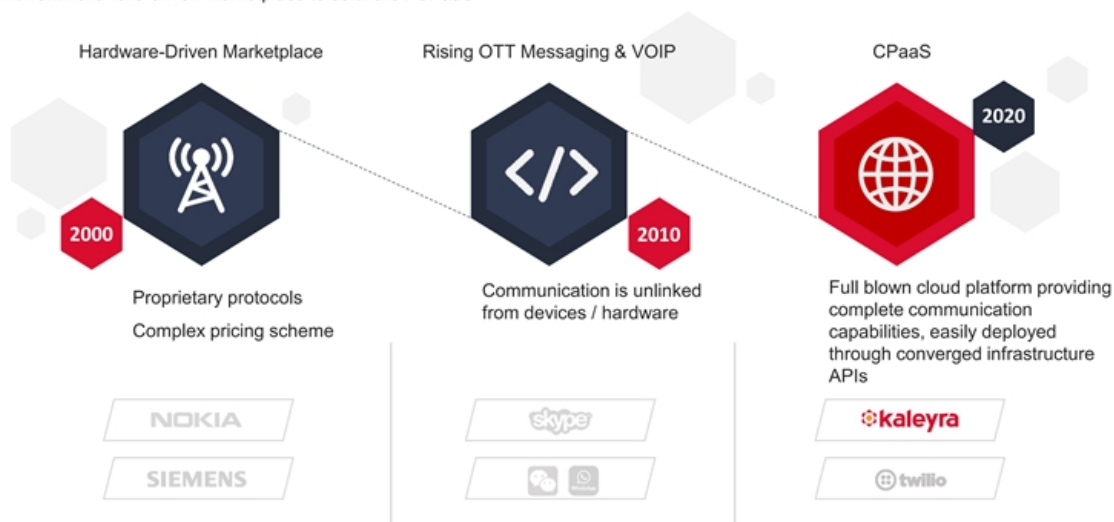 Hardware-Driven Marketplace
Rising OTT Messaging & VOIP
CPaaS
2000
2010
2020
Proprietary protocols
Complex pricing scheme
Communication is unlinked
from devices / hardware
Full blown cloud platform providing
complete communication
capabilities, easily deployed
through converged infrastructure
APIs
NOKIA
SIEMENS
skype
WhatsApp
kaleyra
twilio